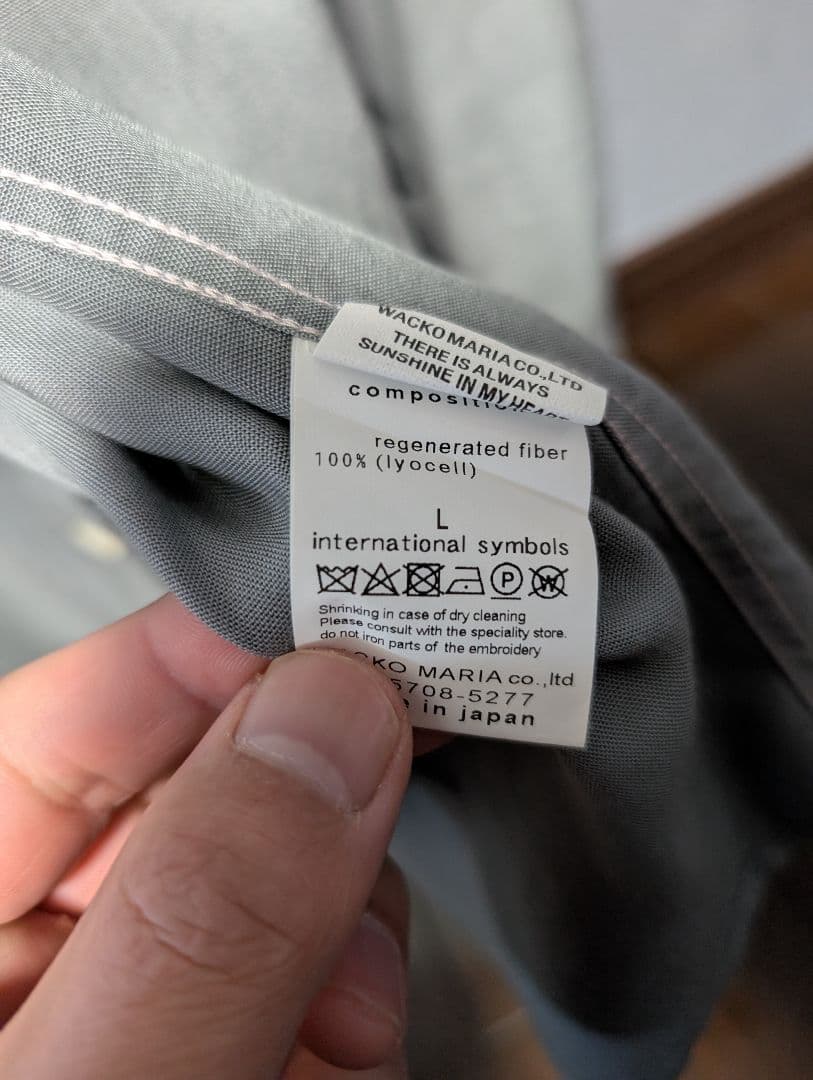 WACKO MARIA CO.,LTD
THERE IS ALWAYS
SUNSHINE IN MY
regenerated fiber
100% (lyocell)
L
international symbols
P W
Shrinking in case of dry cleaning
Please consult with the speciality store.
do not iron parts of the embroidery
MARIA co.,ltd
5708-5277
in japan